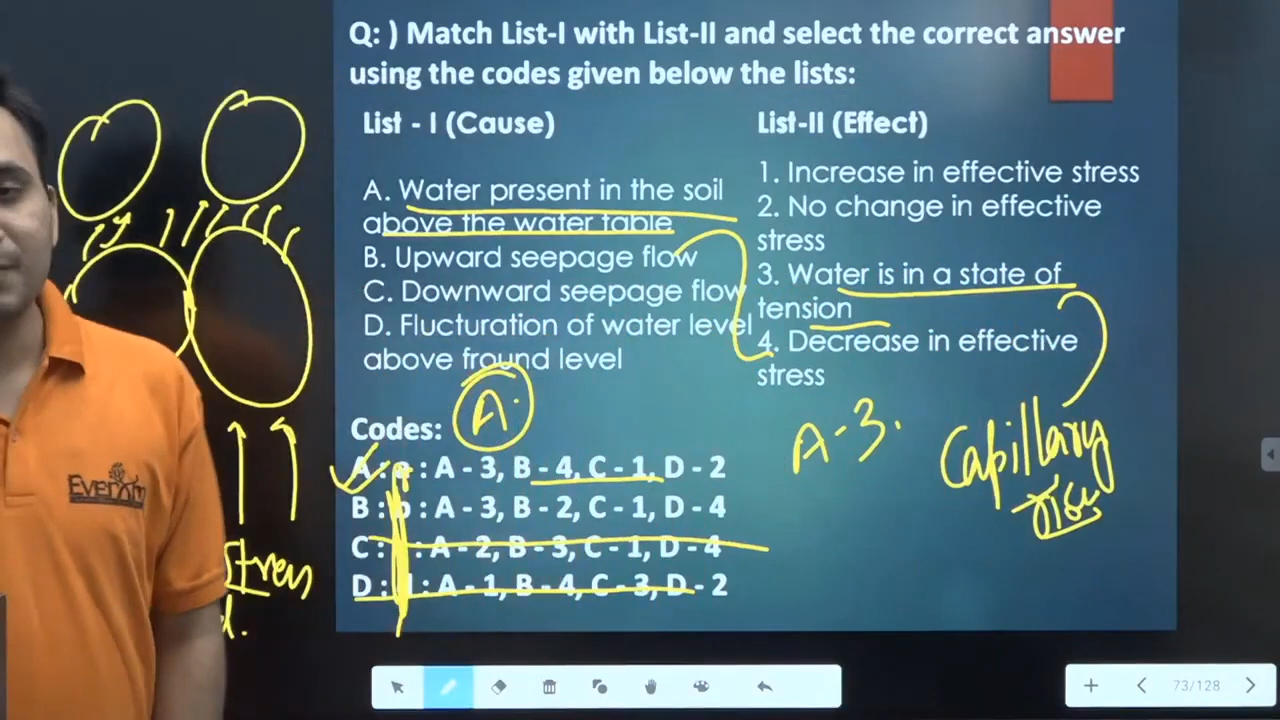 Q: ) Match List-I with List-II and select the correct answer
using the codes given below the lists:
List - I (Cause)
A. Water present in the soil
above the water table
B. Upward seepage flow
C. Downward seepage flow
D. Flucturation of water level
above fround level
List-II (Effect)
1. Increase in effective stress
2. No change in effective
stress
3. Water is in a state of
tension
4. Decrease in effective
stress
A-3.
Capillary
rise
Codes:
A.
A : a : A - 3, B - 4, C - 1, D - 2
B : b : A - 3, B - 2, C - 1, D - 4
C : : A - 2, B - 3, C - 1, D - 4
D : : A - 1, B - 4, C - 3, D - 2
Stress
d.
Everexam
73/128